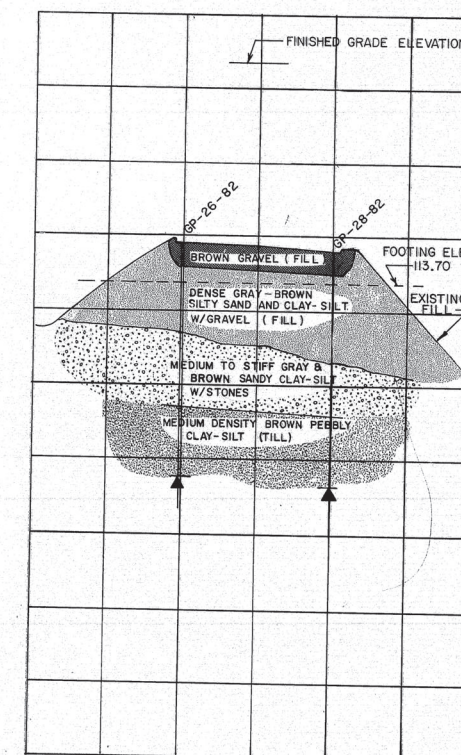 FINISHED GRADE ELEVATION
GP-26-82
GP-28-82
BROWN GRAVEL (FILL
FOOTING ELE
113.70
DENSE GRAY-BROWN
SILTY SAND AND CLAY-SILT
W/GRAVEL (FILL)
EXISTING
FILL
MEDIUM TO STIFF GRAY &
BROWN SANDY CLAY-SILT
W/STONES
MEDIUM DENSITY BROWN PEBBLY
CLAY-SILT (TILL)